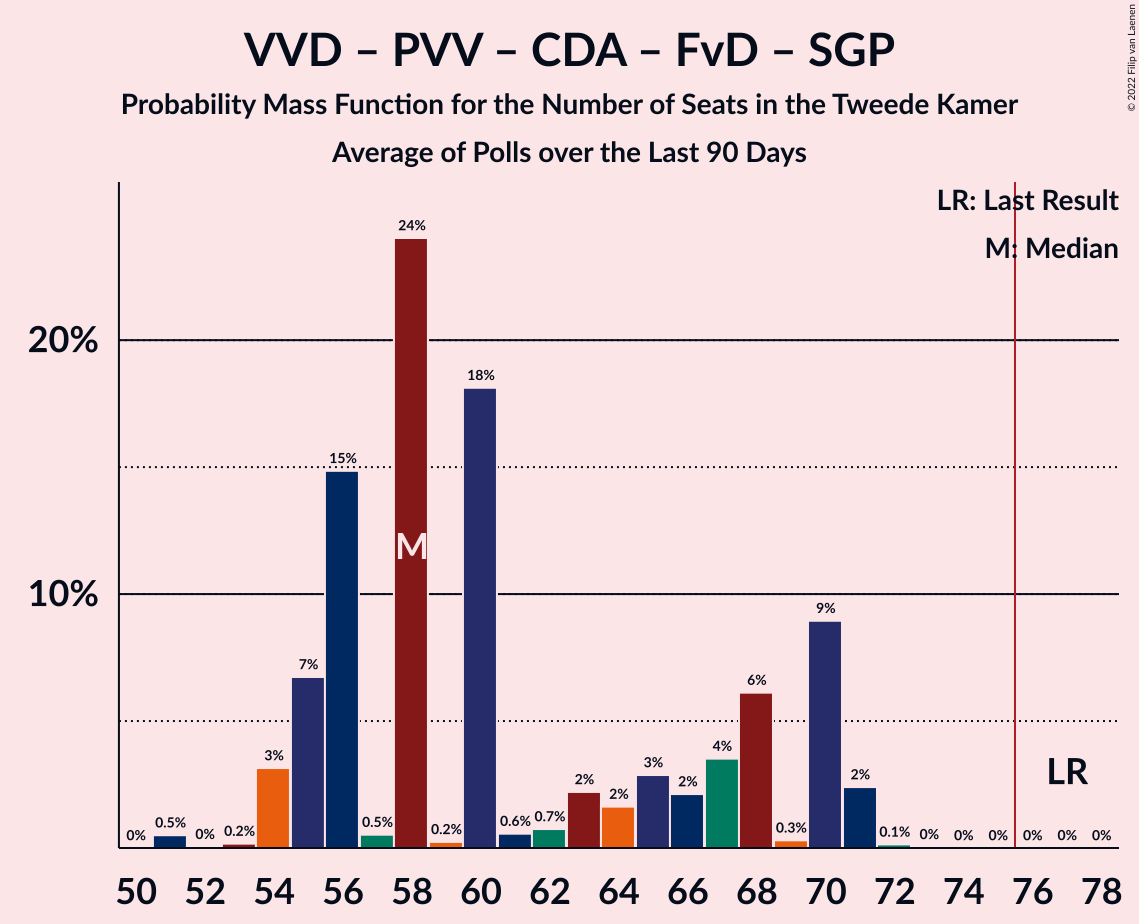 VVD – PVV – CDA – FvD – SGP
Probability Mass Function for the Number of Seats in the Tweede Kamer
Average of Polls over the Last 90 Days
© 2022 Filip van Laenen
LR: Last Result
M: Median
20%
10%
0% 0.5% 0% 0.2% 3% 7% 15% 0.5% 24% 0.2% 18% 0.6% 0.7% 2% 2% 3% 2% 4% 6% 0.3% 9% 2% 0.1% 0% 0% 0% 0% 0% 0%
M
LR
50 52 54 56 58 60 62 64 66 68 70 72 74 76 78